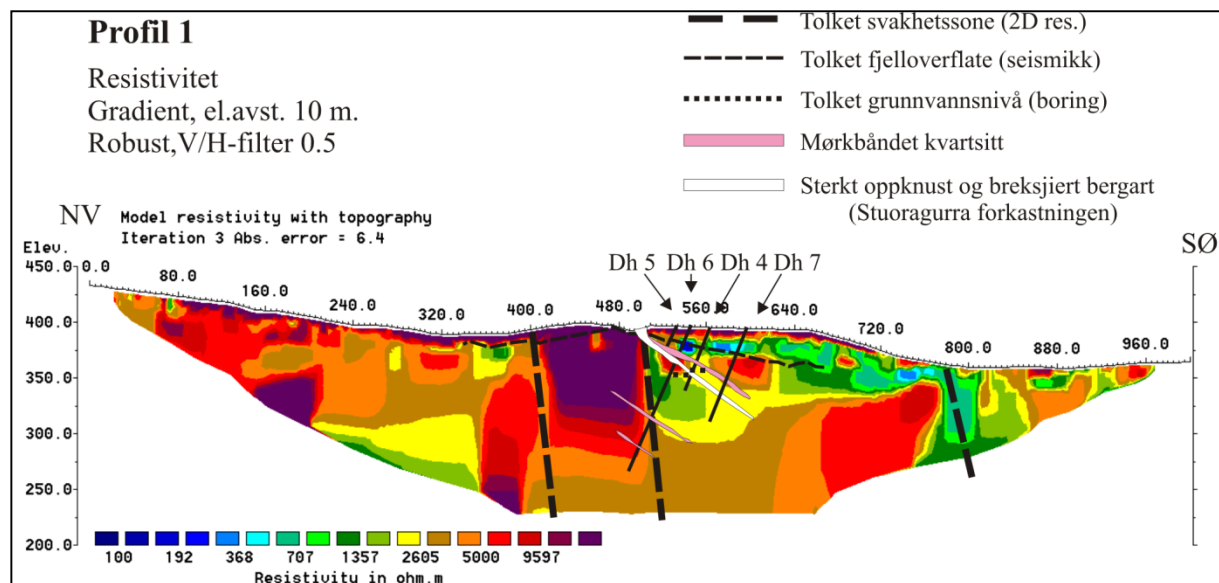 Profil 1
Resistivitet
Gradient, el.avst. 10 m.
Robust,V/H-filter 0.5
Tolket svakhetssone (2D res.)
Tolket fjelloverflate (seismikk)
Tolket grunnvannsnivå (boring)
Mørkbåndet kvartsitt
Sterkt oppknust og breksjiert bergart
(Stuoragurra forkastningen)
NV
Model resistivity with topography
Iteration 3 Abs. error = 6.4
SØ
Elev.
Dh 5 Dh 6 Dh 4 Dh 7
450.0
400.0
350.0
300.0
250.0
200.0
0.0 80.0 160.0 240.0 320.0 400.0 480.0 560.0 640.0 720.0 800.0 880.0 960.0
100 192 368 707 1357 2605 5000 9597
Resistivity in ohm.m